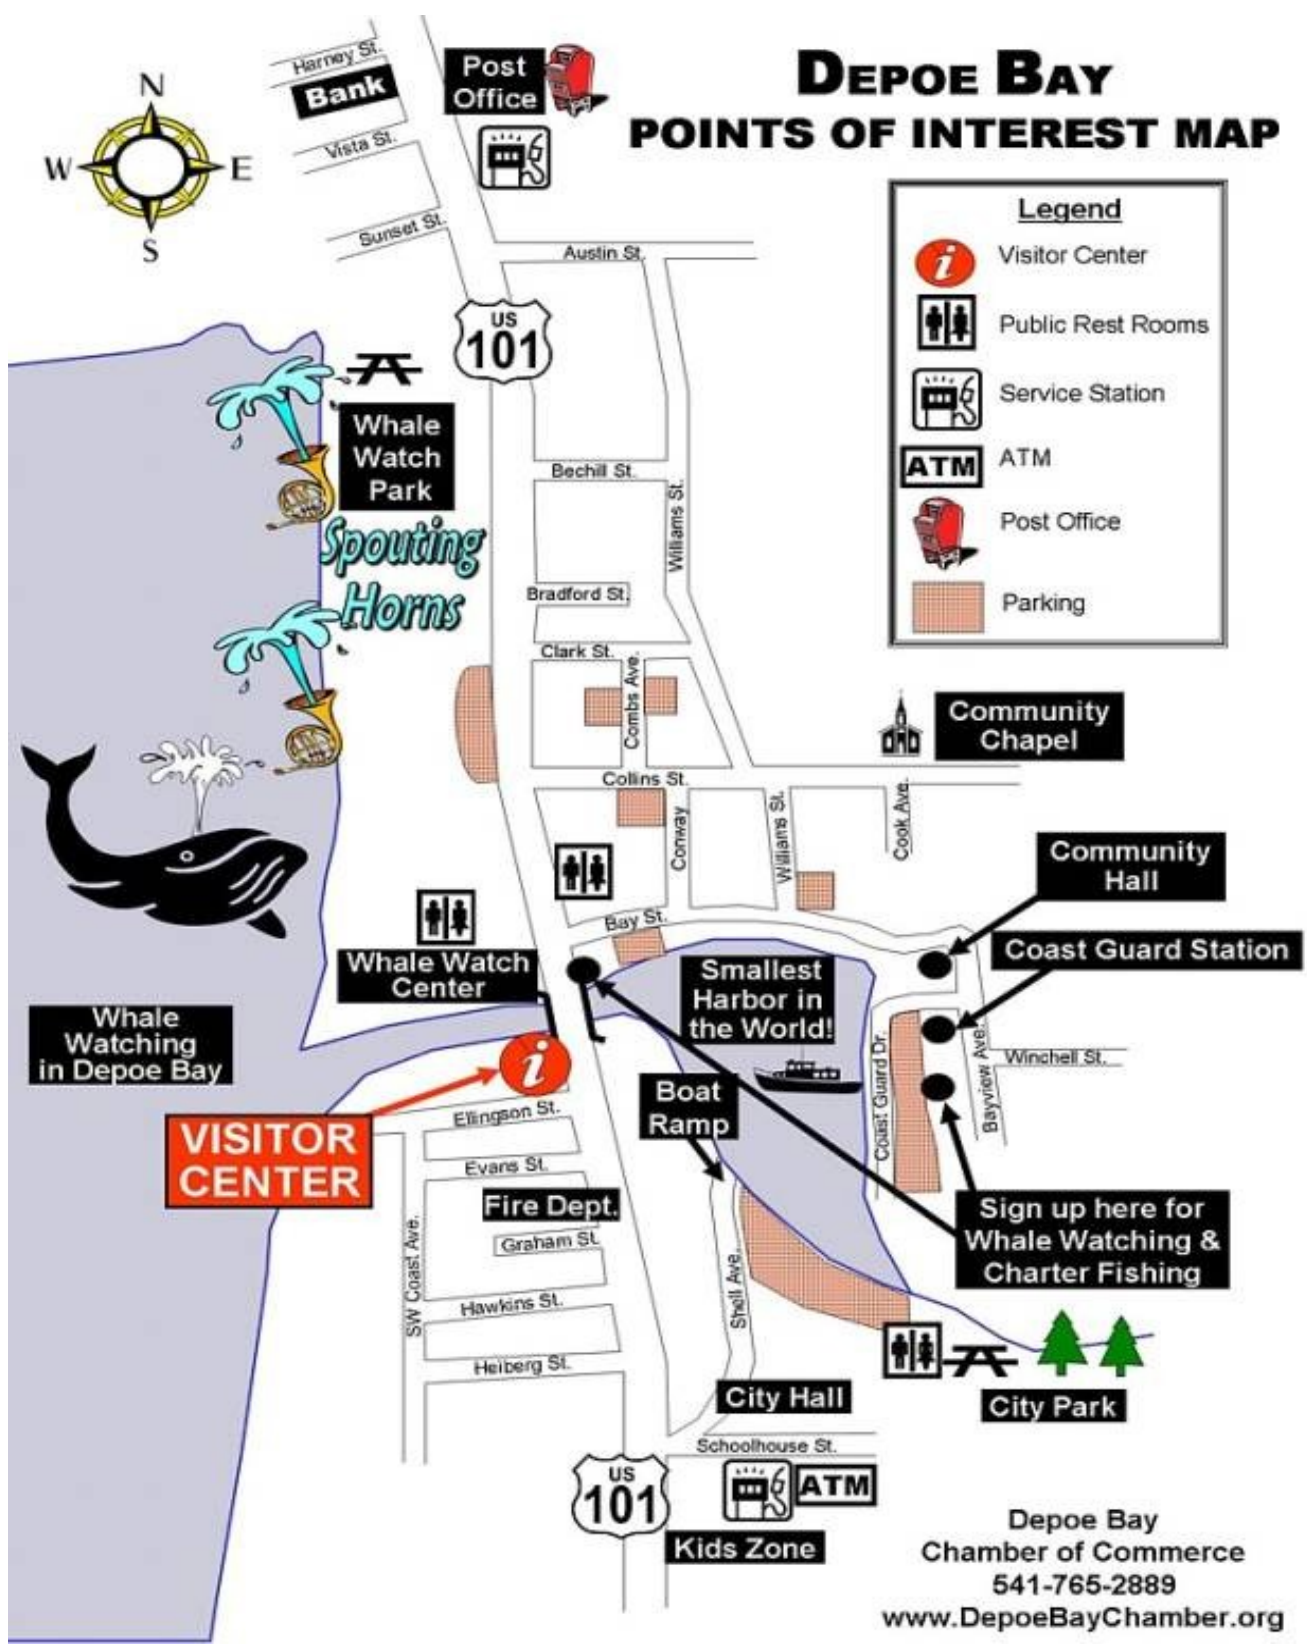 DEPOE BAY
POINTS OF INTEREST MAP
N
W
E
S
Harney St.
Bank
Vista St.
Sunset St.
Post
Office
Austin St.
Legend
Visitor Center
Public Rest Rooms
Service Station
ATM
ATM
Post Office
Parking
US
101
Whale
Watch
Park
Spouting
Horns
Bechill St.
Williams St.
Bradford St.
Clark St.
Combs Ave.
Community
Chapel
Collins St.
Conway
Williams St.
Cook Ave.
Community
Hall
Bay St.
Coast Guard Station
Whale Watch
Center
Smallest
Harbor in
the World!
Whale
Watching
in Depoe Bay
Coast Guard Dr.
Bayview Ave.
Winchell St.
Boat
Ramp
VISITOR
CENTER
Ellingson St.
Evans St.
Fire Dept.
Graham St.
SW Coast Ave.
Hawkins St.
Heiberg St.
Shell Ave.
Sign up here for
Whale Watching &
Charter Fishing
City Hall
City Park
Schoolhouse St.
US
101
ATM
Kids Zone
Depoe Bay
Chamber of Commerce
541-765-2889
www.DepoeBayChamber.org